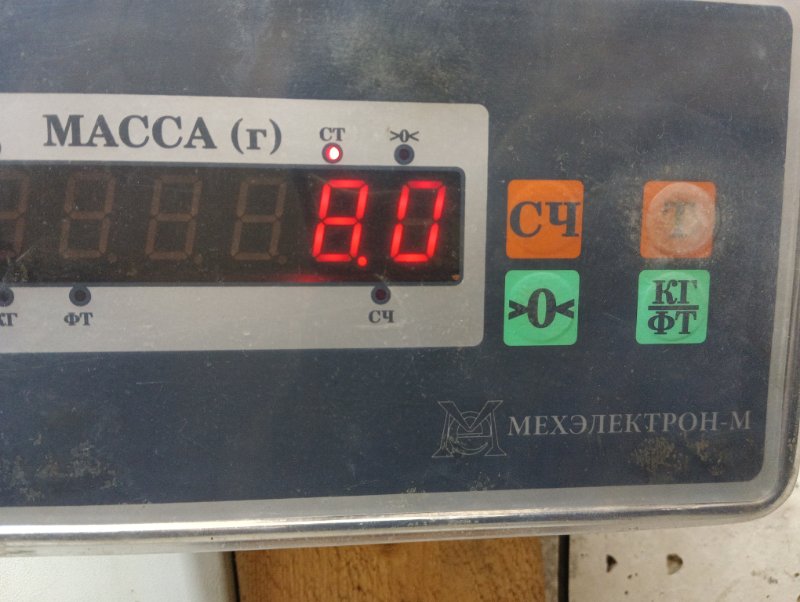 МАССА (г)
СТ
>0<
8.0
СЧ
Т
>0<
КГ
ФТ
КГ
ФТ
СЧ
МЕХЭЛЕКТРОН-М